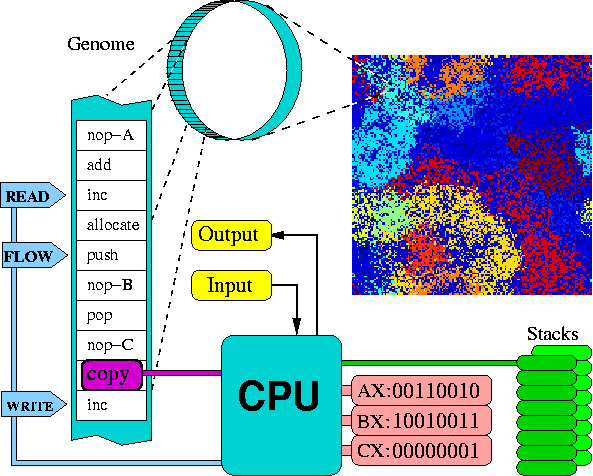 Genome
nop-A
add
READ
inc
allocate
Output
FLOW
push
Input
nop-B
pop
nop-C
Stacks
copy
CPU
AX:00110010
WRITE
inc
BX:10010011
CX:00000001